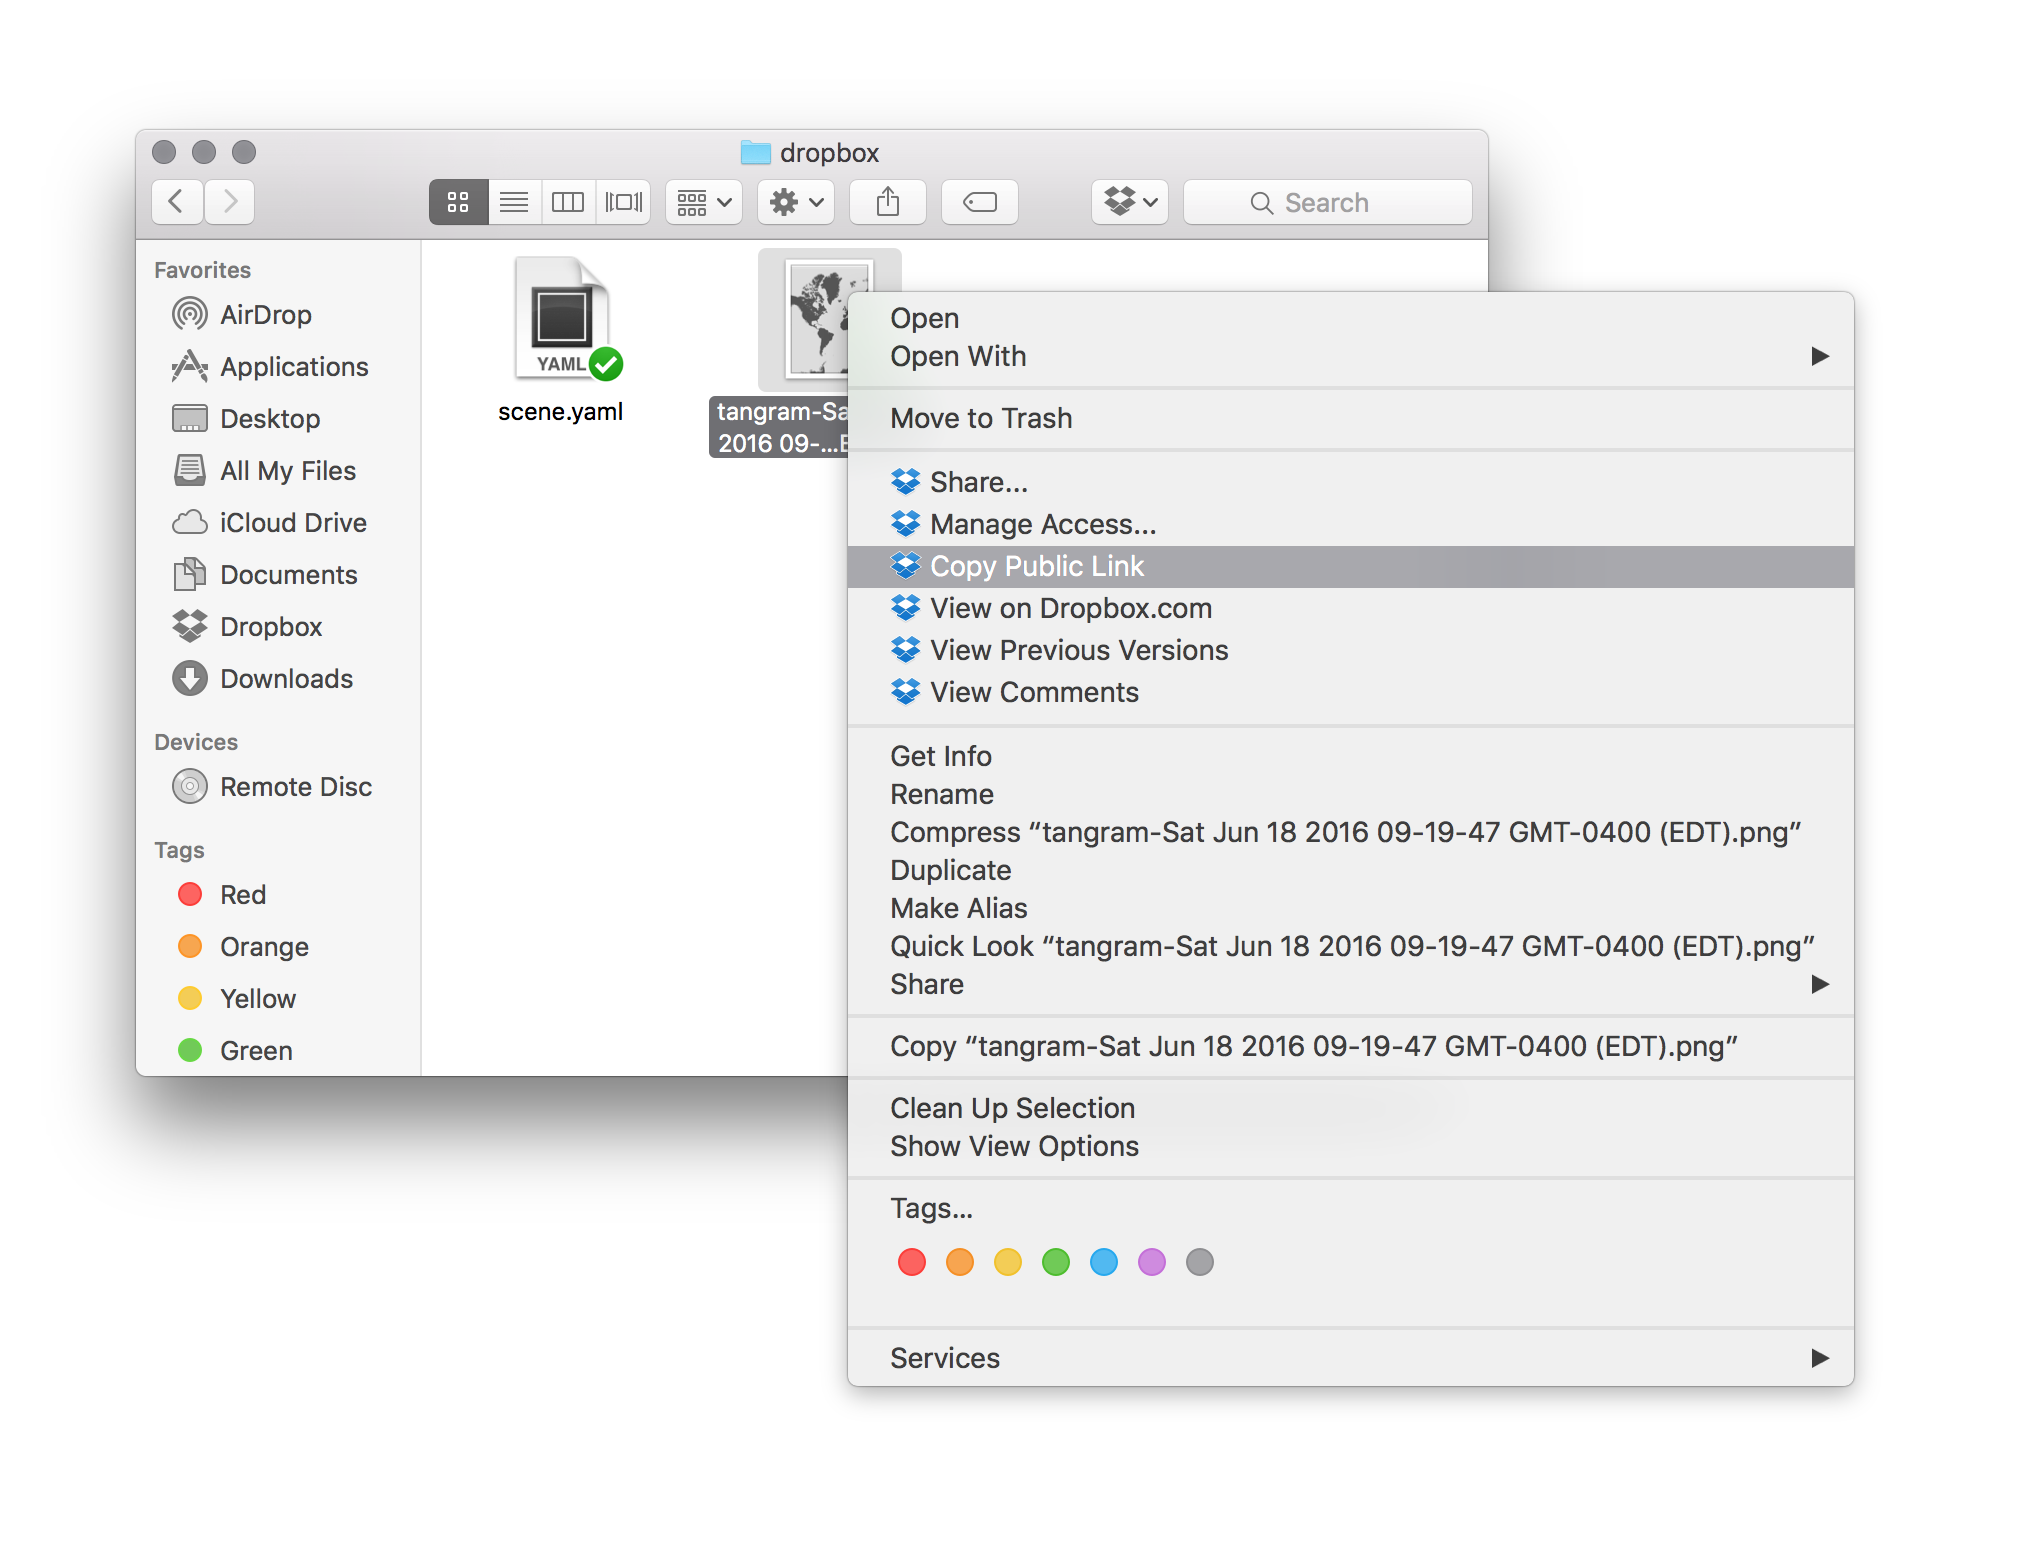 dropbox
Search
Favorites
AirDrop
Applications
Desktop
All My Files
iCloud Drive
Documents
Dropbox
Downloads
Devices
Remote Disc
Tags
Red
Orange
Yellow
Green
YAML
scene.yaml
tangram-Sa
2016 09-...E
Open
Open With
Move to Trash
Share...
Manage Access...
Copy Public Link
View on Dropbox.com
View Previous Versions
View Comments
Get Info
Rename
Compress “tangram-Sat Jun 18 2016 09-19-47 GMT-0400 (EDT).png”
Duplicate
Make Alias
Quick Look “tangram-Sat Jun 18 2016 09-19-47 GMT-0400 (EDT).png”
Share
Copy “tangram-Sat Jun 18 2016 09-19-47 GMT-0400 (EDT).png”
Clean Up Selection
Show View Options
Tags...
Services